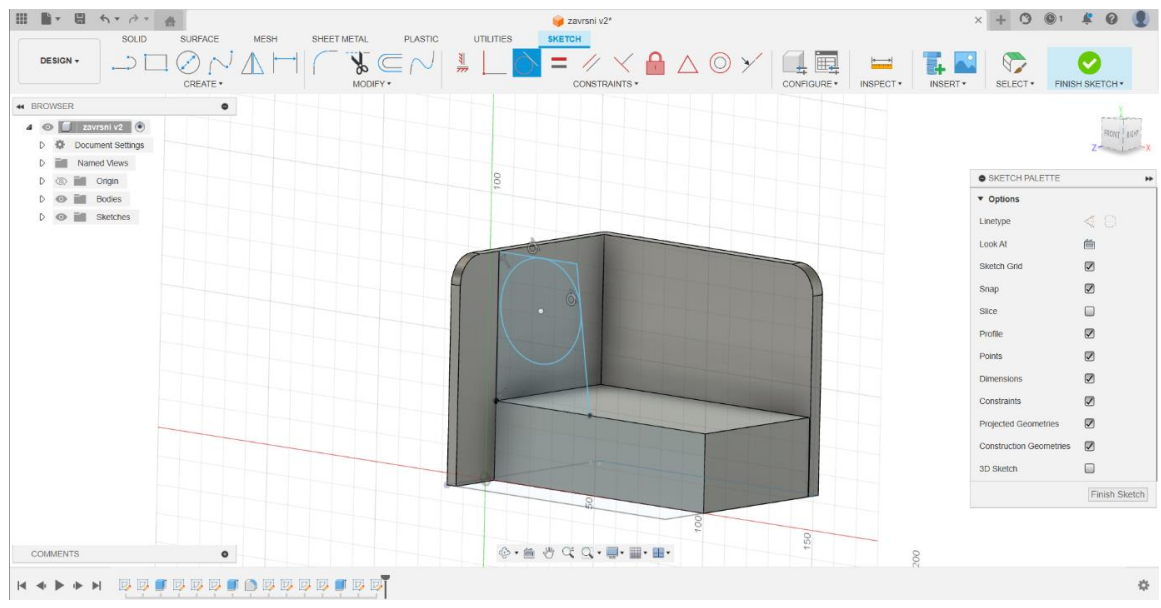 zavrsni v2*
1
SOLID SURFACE MESH SHEET METAL PLASTIC UTILITIES SKETCH
DESIGN
CREATE MODIFY CONSTRAINTS CONFIGURE INSPECT INSERT SELECT FINISH SKETCH
BROWSER
zavrsni v2
Document Settings
Named Views
Origin
Bodies
Sketches
100
50
100
150
200
Y
FRONT RIGHT
Z X
SKETCH PALETTE
Options
Linetype
Look At
Sketch Grid
Snap
Slice
Profile
Points
Dimensions
Constraints
Projected Geometries
Construction Geometries
3D Sketch
Finish Sketch
COMMENTS